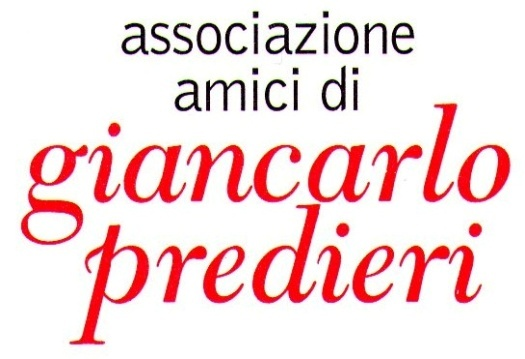 associazione
amici di
giancarlo
predieri